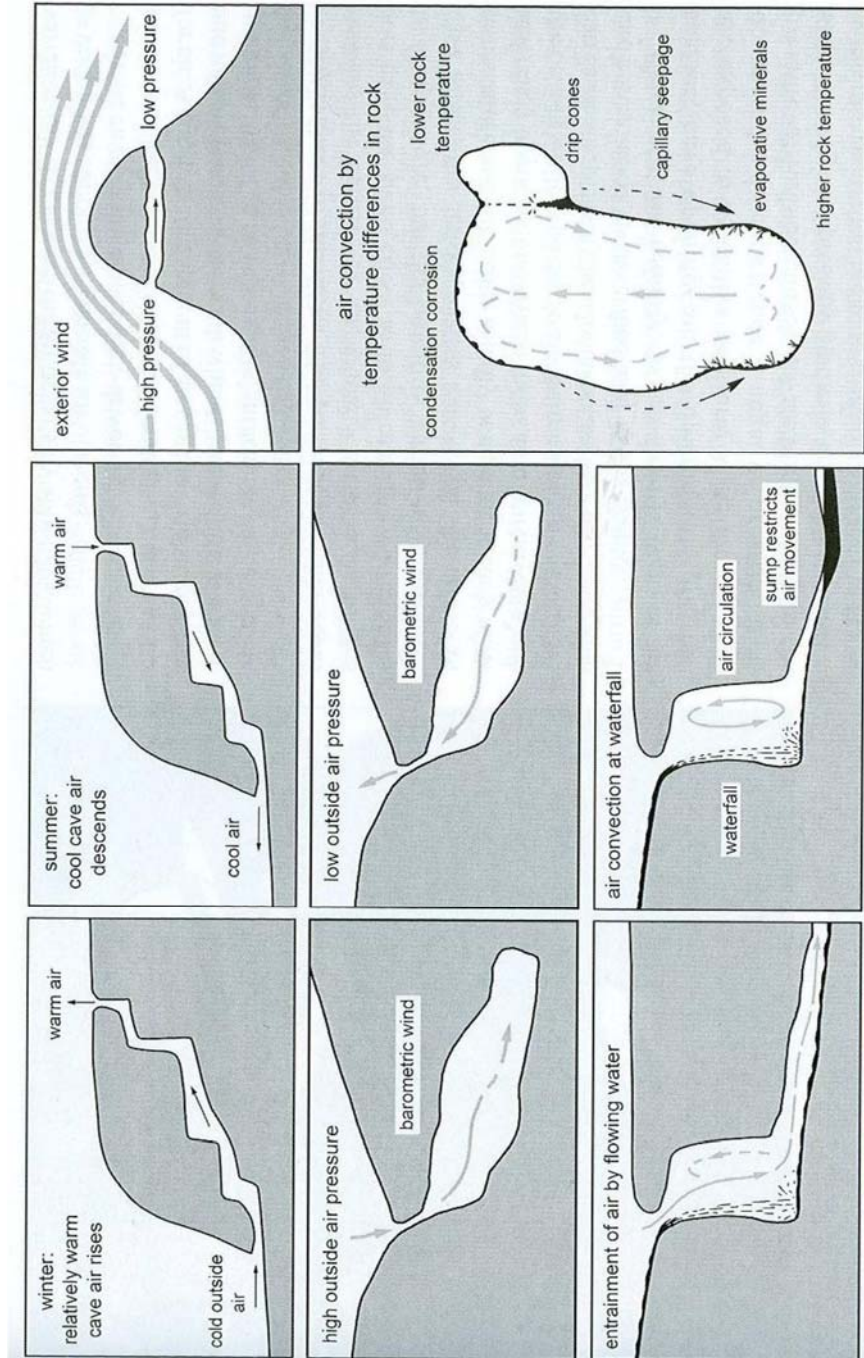 winter:
relatively warm
cave air rises
warm air
cold outside
air
summer:
cool cave air
descends
warm air
cool air
exterior wind
high pressure
low pressure
high outside air pressure
barometric wind
low outside air pressure
barometric wind
air convection by
temperature differences in rock
condensation corrosion
lower rock
temperature
drip cones
capillary seepage
evaporative minerals
higher rock temperature
entrainment of air by flowing water
air convection at waterfall
waterfall
air circulation
sump restricts
air movement